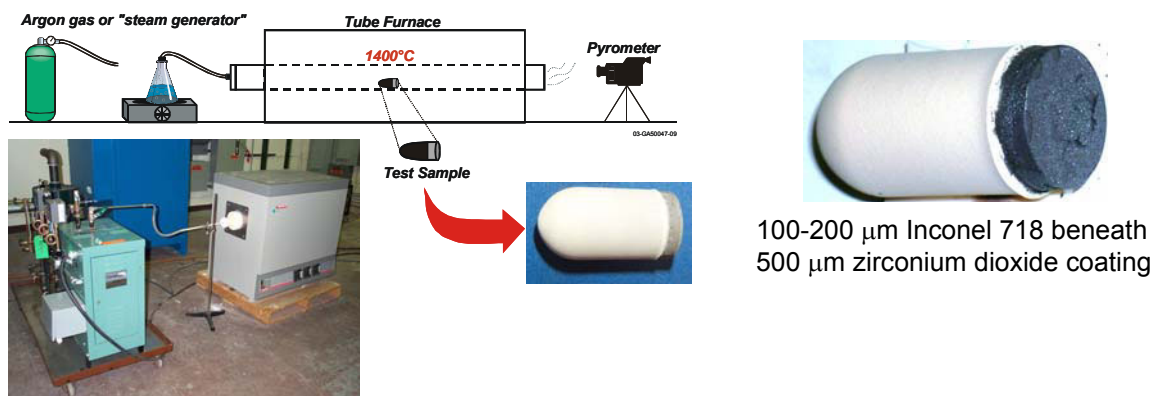 Argon gas or "steam generator"
Tube Furnace
1400°C
Pyrometer
03-GA50047-09
Test Sample
100-200 μm Inconel 718 beneath
500 μm zirconium dioxide coating